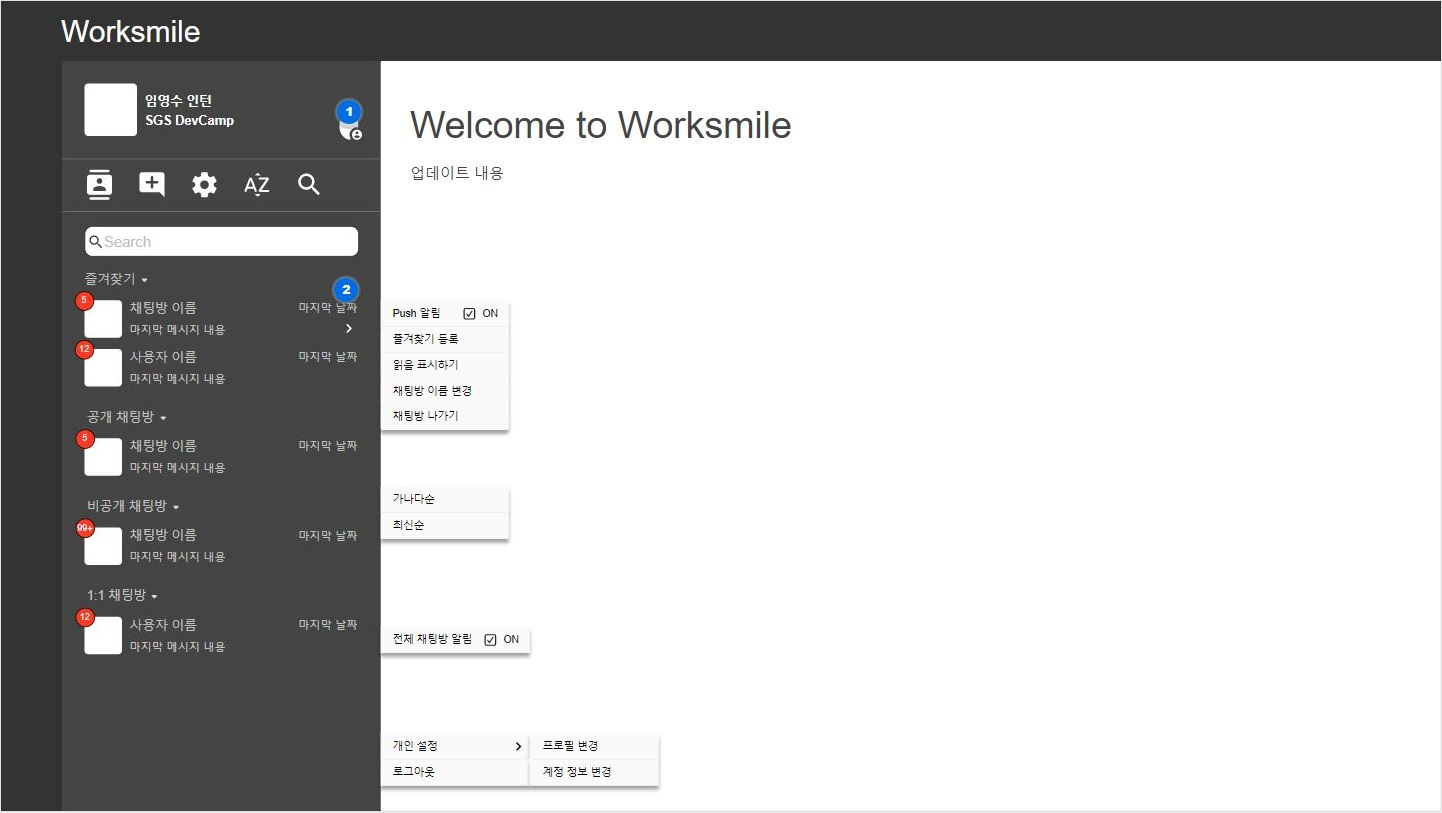 Worksmile
임영수 인턴
SGS DevCamp
1
Welcome to Worksmile
업데이트 내용
AZ
Search
즐겨찾기
2
5
채팅방 이름
마지막 날짜
마지막 메시지 내용
12
사용자 이름
마지막 날짜
마지막 메시지 내용
공개 채팅방
5
채팅방 이름
마지막 날짜
마지막 메시지 내용
비공개 채팅방
99+
채팅방 이름
마지막 날짜
마지막 메시지 내용
1:1 채팅방
12
사용자 이름
마지막 날짜
마지막 메시지 내용
Push 알림 ON
즐겨찾기 등록
읽음 표시하기
채팅방 이름 변경
채팅방 나가기
가나다순
최신순
전체 채팅방 알림 ON
개인 설정
로그아웃
프로필 변경
계정 정보 변경